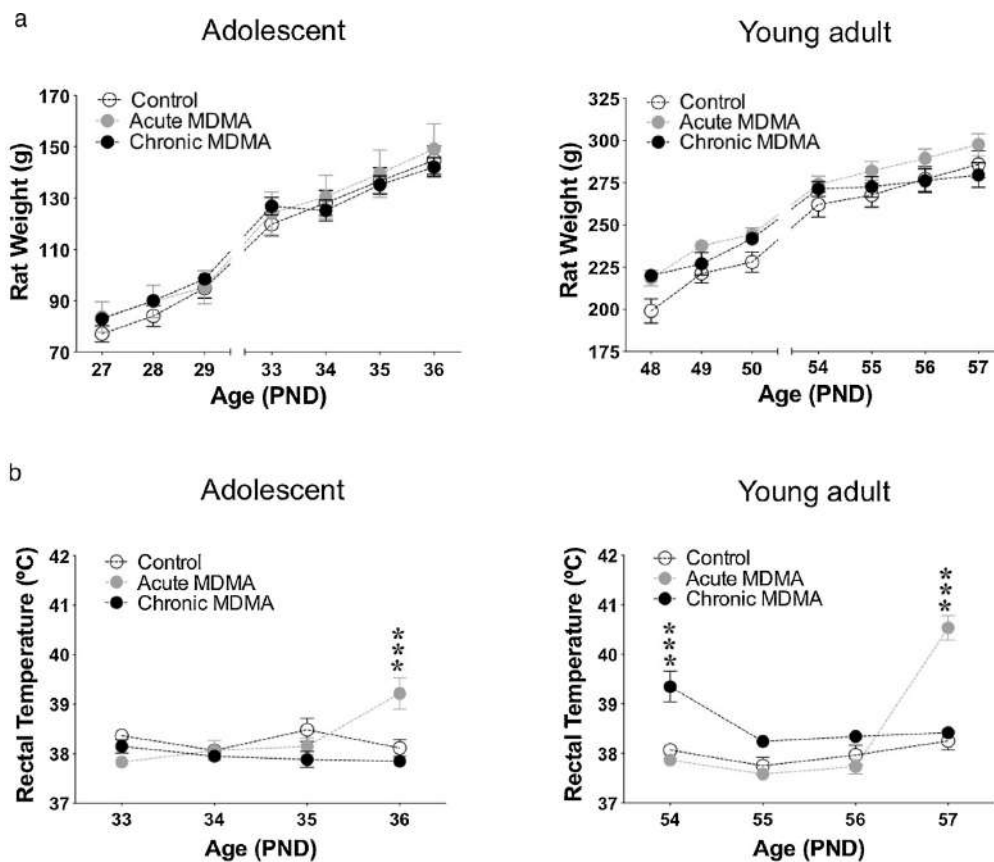 a
Adolescent
Young adult
170
150
130
110
90
70
Rat Weight (g)
Control
Acute MDMA
Chronic MDMA
27 28 29 33 34 35 36
Age (PND)
325
300
275
250
225
200
175
Rat Weight (g)
Control
Acute MDMA
Chronic MDMA
48 49 50 54 55 56 57
Age (PND)
b
Adolescent
Young adult
42
41
40
39
38
37
Rectal Temperature (ºC)
Control
Acute MDMA
Chronic MDMA
***
33 34 35 36
Age (PND)
42
41
40
39
38
37
Rectal Temperature (ºC)
Control
Acute MDMA
Chronic MDMA
***
***
54 55 56 57
Age (PND)